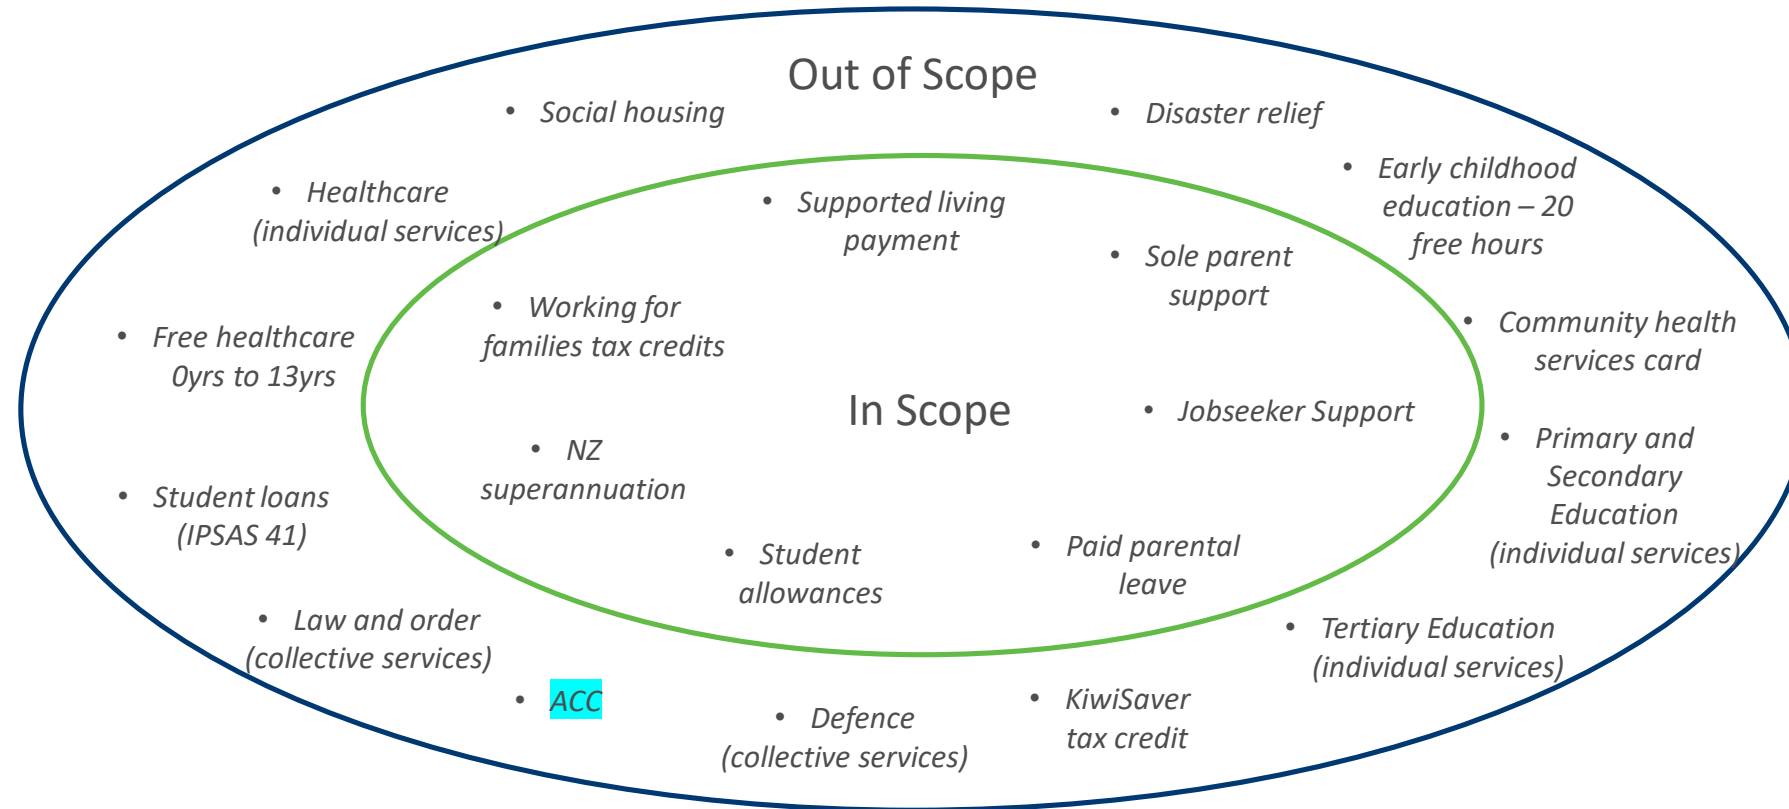 Out of Scope
• Social housing
• Disaster relief
• Early childhood
education – 20
free hours
• Healthcare
(individual services)
• Supported living
payment
• Sole parent
support
• Working for
families tax credits
• Free healthcare
0yrs to 13yrs
• Community health
services card
In Scope
• Jobseeker Support
• NZ
superannuation
• Primary and
Secondary
Education
(individual services)
• Student loans
(IPSAS 41)
• Student
allowances
• Paid parental
leave
• Law and order
(collective services)
• Tertiary Education
(individual services)
• ACC
• Defence
(collective services)
• KiwiSaver
tax credit